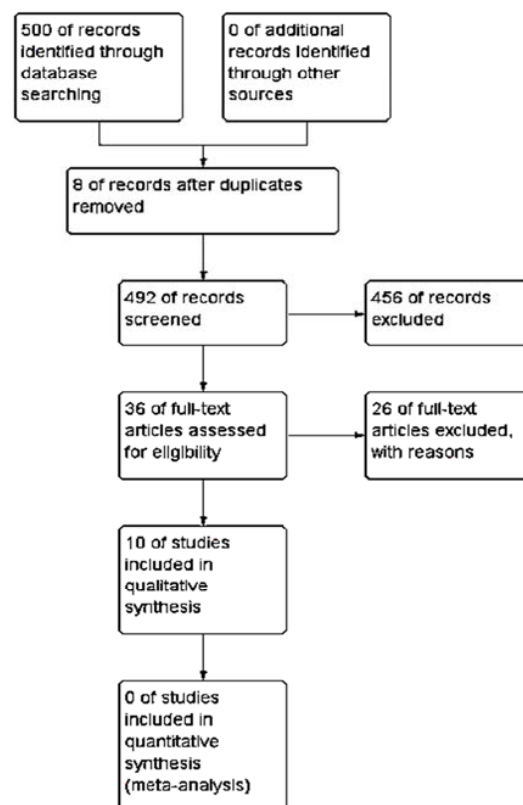 500 of records
identified through
database
searching
0 of additional
records identified
through other
sources
8 of records after duplicates
removed
492 of records
screened
456 of records
excluded
36 of full-text
articles assessed
for eligibility
26 of full-text
articles excluded,
with reasons
10 of studies
included in
qualitative
synthesis
0 of studies
included in
quantitative
synthesis
(meta-analysis)